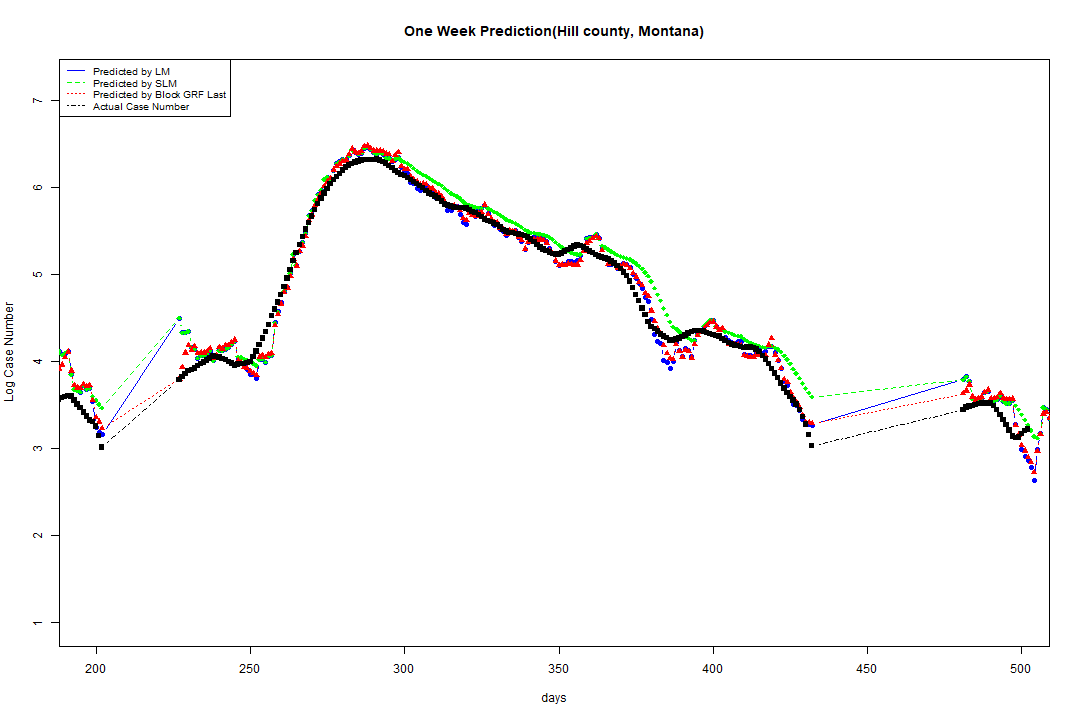 One Week Prediction(Hill county, Montana)
Predicted by LM
Predicted by SLM
Predicted by Block GRF Last
Actual Case Number
7
6
5
4
3
2
1
Log Case Number
200 250 300 350 400 450 500
days